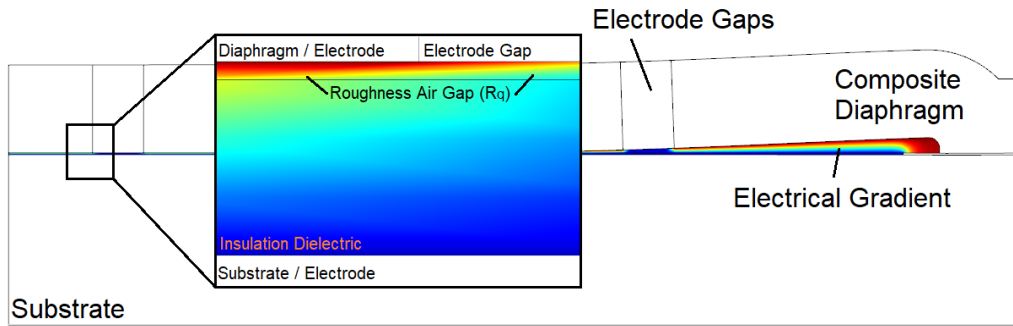 Electrode Gaps
Diaphragm / Electrode
Electrode Gap
Roughness Air Gap (Rq)
Composite
Diaphragm
Electrical Gradient
Insulation Dielectric
Substrate / Electrode
Substrate